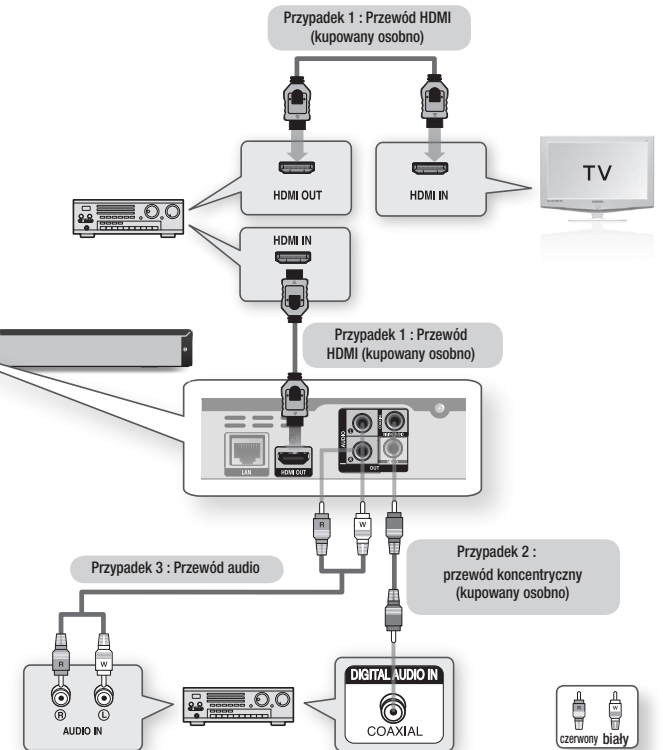 Przypadek 1 : Przewód HDMI
(kupowany osobno)
HDMI OUT
HDMI IN
TV
HDMI IN
Przypadek 1 : Przewód
HDMI (kupowany osobno)
LAN
HDMI OUT
AUDIO
L
R
OUT
R
W
Przypadek 3 : Przewód audio
Przypadek 2 :
przewód koncentryczny
(kupowany osobno)
R
W
R
L
AUDIO IN
DIGITAL AUDIO IN
COAXIAL
R
W
czerwony biały